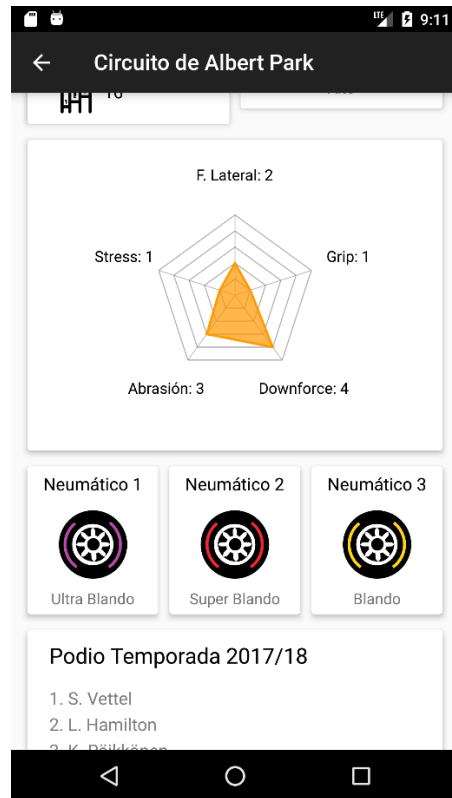 LTE 9:11
Circuito de Albert Park
F. Lateral: 2
Stress: 1 Grip: 1
Abrasión: 3 Downforce: 4
Neumático 1 Neumático 2 Neumático 3
Ultra Blando Super Blando Blando
Podio Temporada 2017/18
1. S. Vettel
2. L. Hamilton